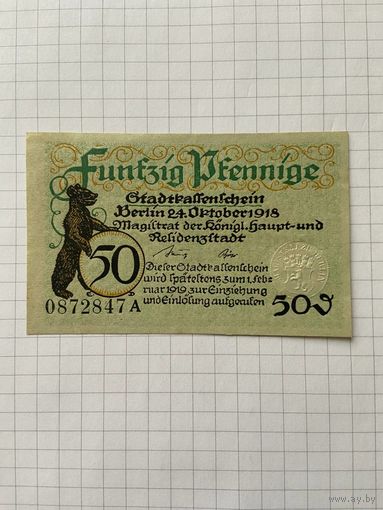 Funfzig Pfennige
Stadtkassenschein
Berlin 24. Oktober 1918
Magistrat der Königl. Haupt- und
Residenzstadt
50
Dieser Stadtkassenschein
wird spätestens zum 1. Feb-
ruar 1919 zur Einziehung
und Einlösung aufgerufen
0872847 A
50 ₰
www.ay.by